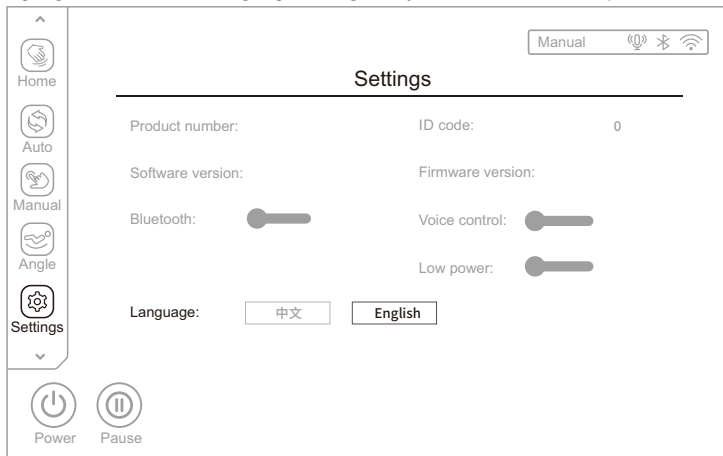 Manual
Home
Settings
Auto
Product number:
ID code: 0
Manual
Software version:
Firmware version:
Bluetooth:
Voice control:
Angle
Low power:
Settings
Language: 中文 English
Power
Pause